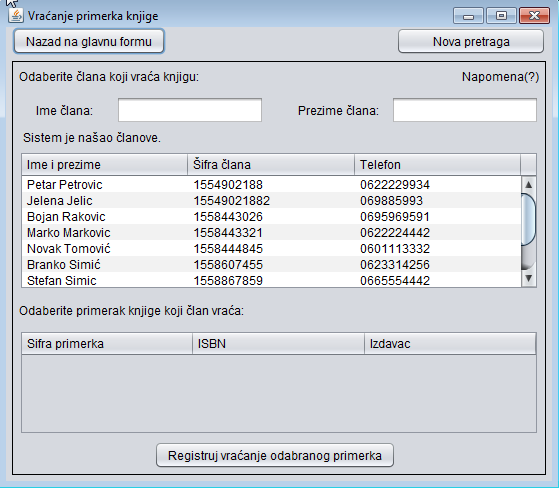 Vraćanje primerka knjige
Nazad na glavnu formu Nova pretraga
Odaberite člana koji vraća knjigu: Napomena(?)
Ime člana: Prezime člana:
Sistem je našao članove.
Ime i prezime Šifra člana Telefon
Petar Petrovic 1554902188 0622229934
Jelena Jelic 15549021882 069885993
Bojan Rakovic 1558443026 0695969591
Marko Markovic 1558443321 0622224442
Novak Tomović 1558444845 0601113332
Branko Simić 1558607455 0623314256
Stefan Simic 1558867859 0665554442
Odaberite primerak knjige koji član vraća:
Sifra primerka ISBN Izdavac
Registruj vraćanje odabranog primerka